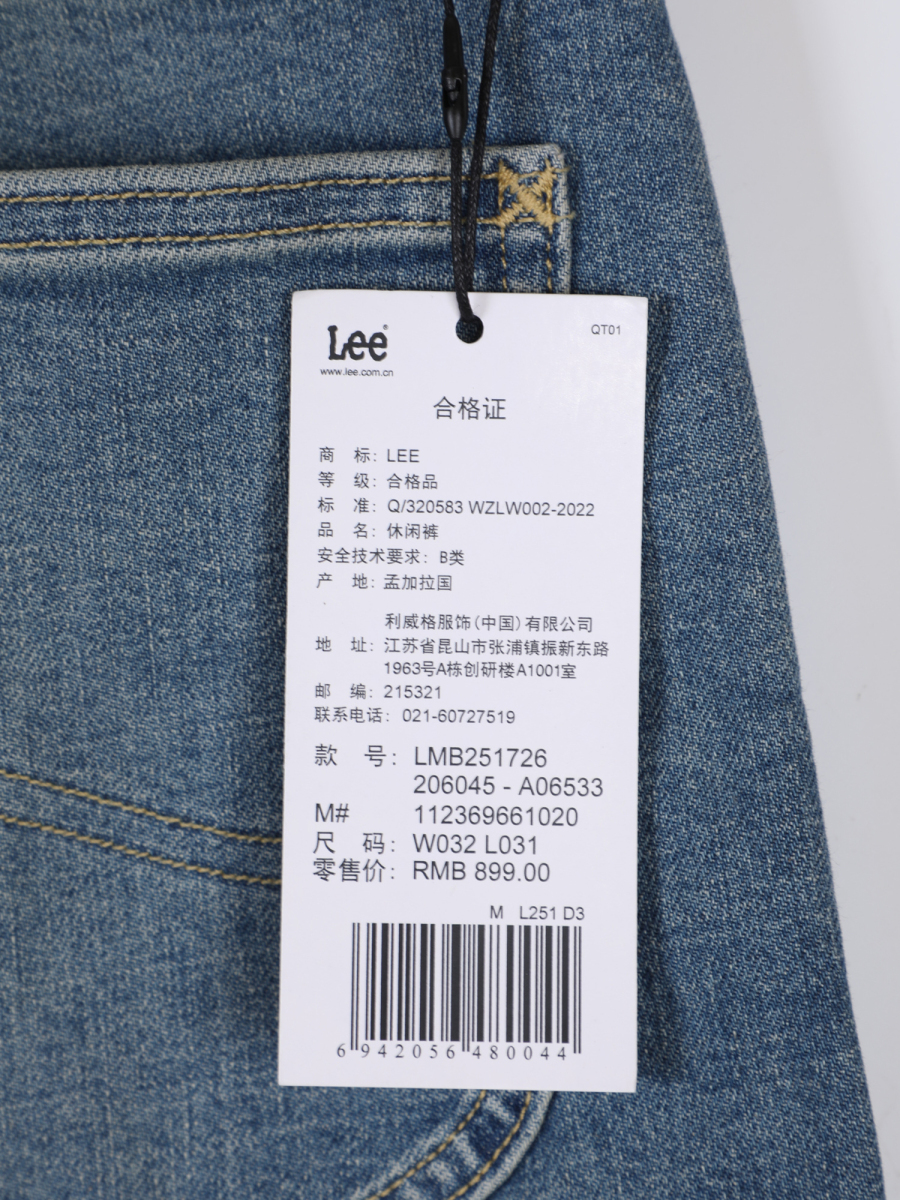 Lee®
QT01
www.lee.com.cn
合格证
商 标：LEE
等 级：合格品
标 准：Q/320583 WZLW002-2022
品 名：休闲裤
安全技术要求：B类
产 地：孟加拉国
利威格服饰(中国)有限公司
地 址：江苏省昆山市张浦镇振新东路
1963号A栋创研楼A1001室
邮 编：215321
联系电话：021-60727519
款 号：LMB251726
206045 - A06533
M# 112369661020
尺 码：W032 L031
零售价：RMB 899.00
M L251 D3
6 942056 480044